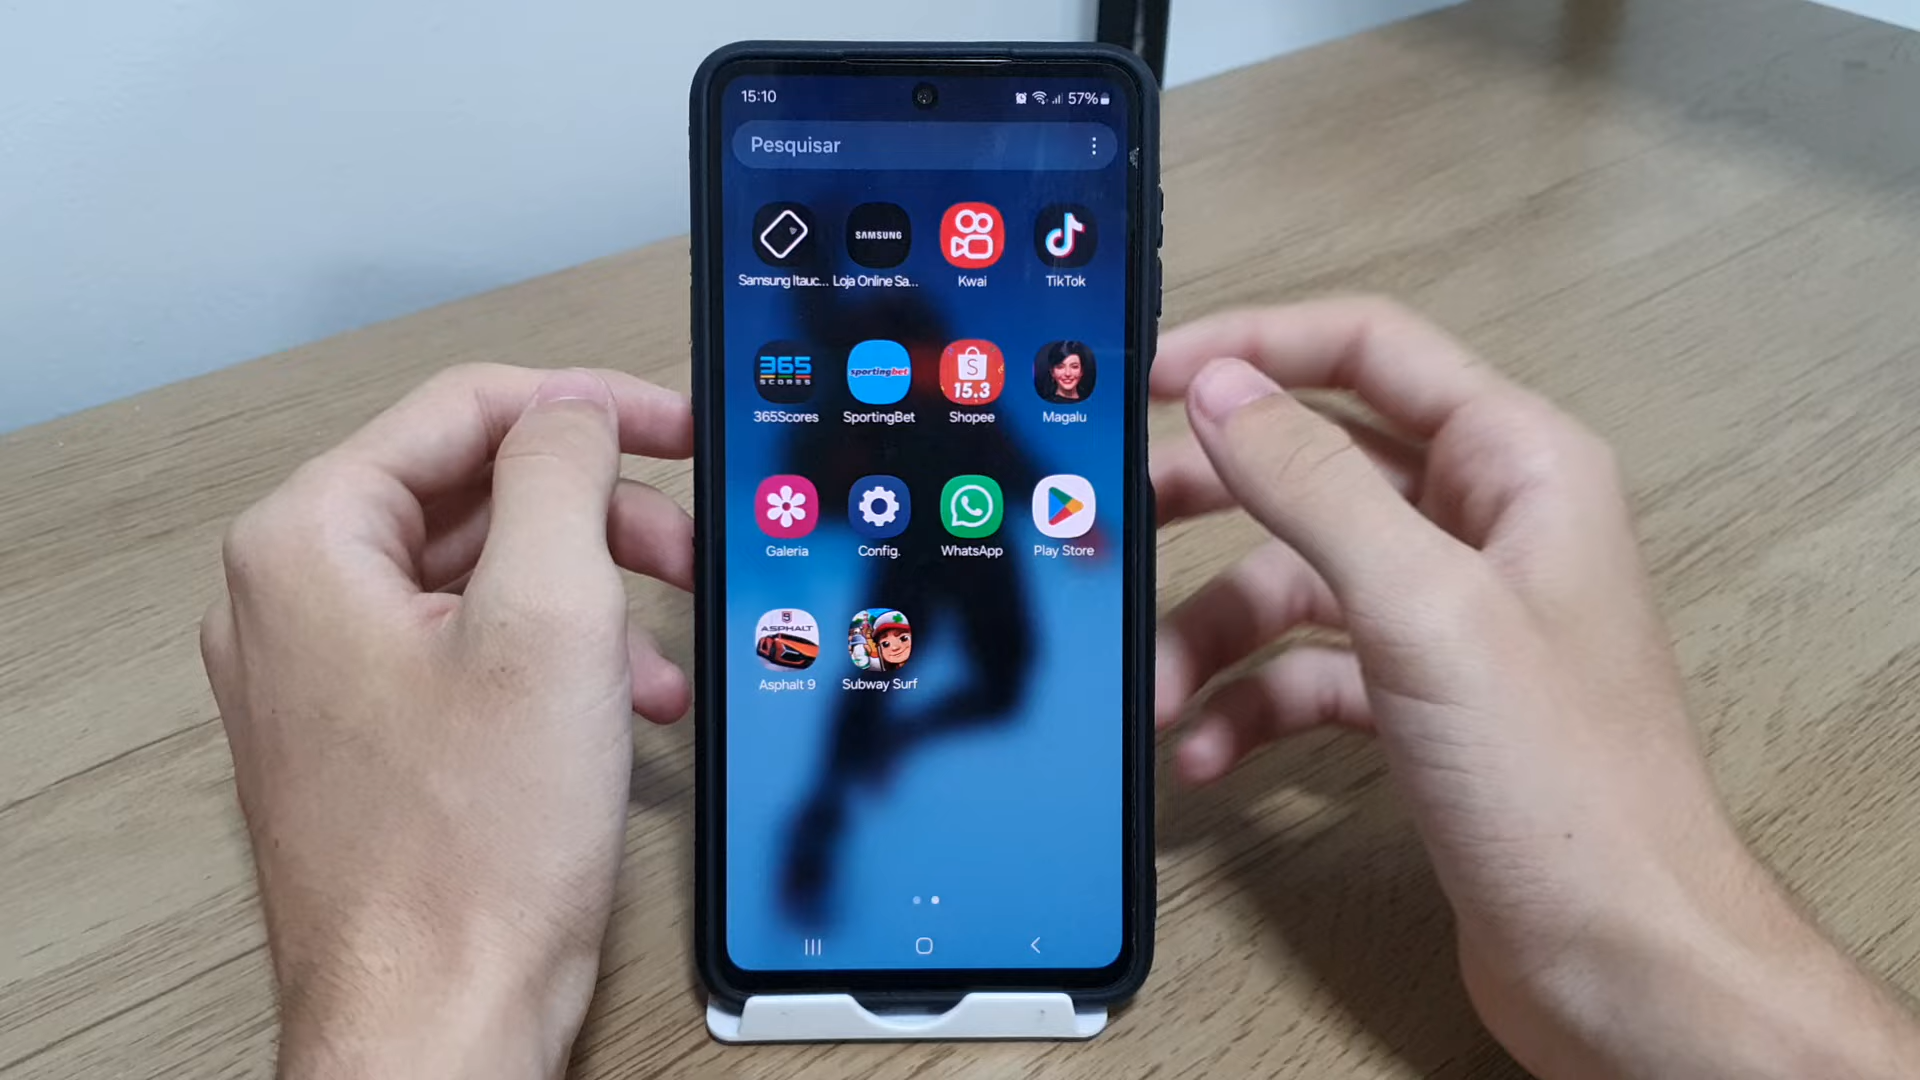 15:10 57%
Pesquisar
SAMSUNG
Samsung Itauc... Loja Online Sa... Kwai TikTok
365 SCORES sportingbet S 15.3
365Scores SportingBet Shopee Magalu
Galeria Config. WhatsApp Play Store
9 ASPHALT
Asphalt 9 Subway Surf